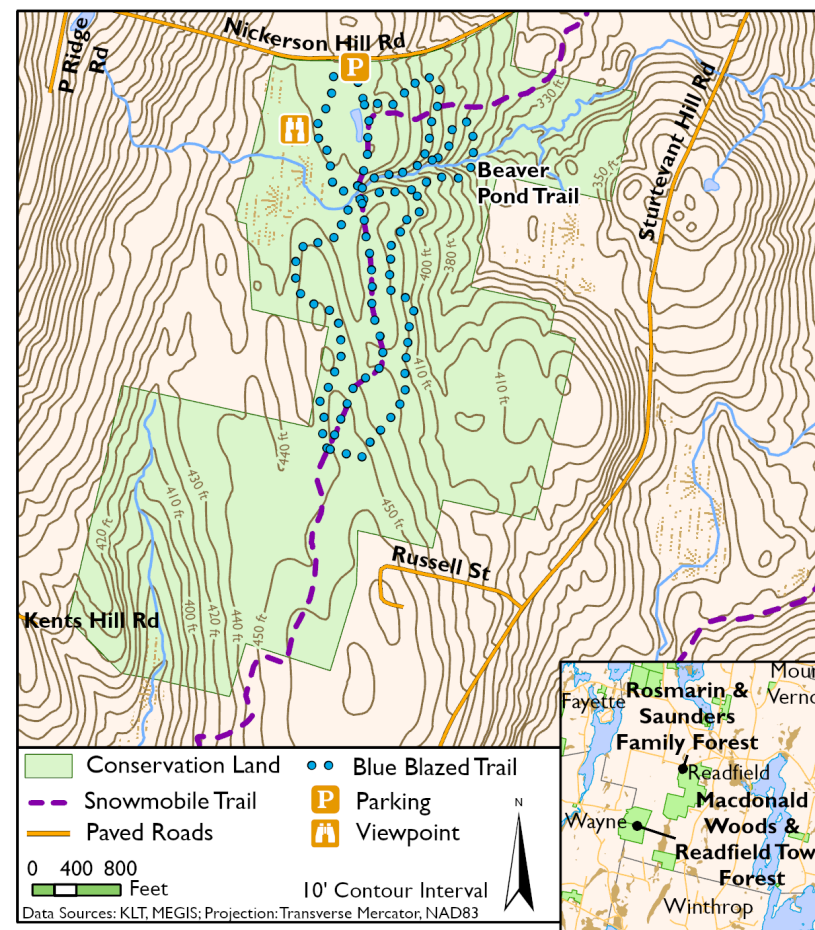 Nickerson Hill Rd
P Ridge
Rd
P
Sturtevant Hill Rd
330 ft
350 ft
Beaver
Pond Trail
400 ft
380 ft
410 ft
410 ft
440 ft
430 ft
410 ft
420 ft
450 ft
Russell St
Kents Hill Rd
400 ft
420 ft
440 ft
450 ft
Conservation Land
Blue Blazed Trail
Snowmobile Trail
P
Parking
Paved Roads
Viewpoint
N
0 400 800
Feet
10' Contour Interval
Data Sources: KLT, MEGIS; Projection: Transverse Mercator, NAD83
Moun
Verno
Fayette
Rosmarin &
Saunders
Family Forest
Readfield
Macdonald
Woods &
Readfield Tow
Forest
Wayne
Winthrop